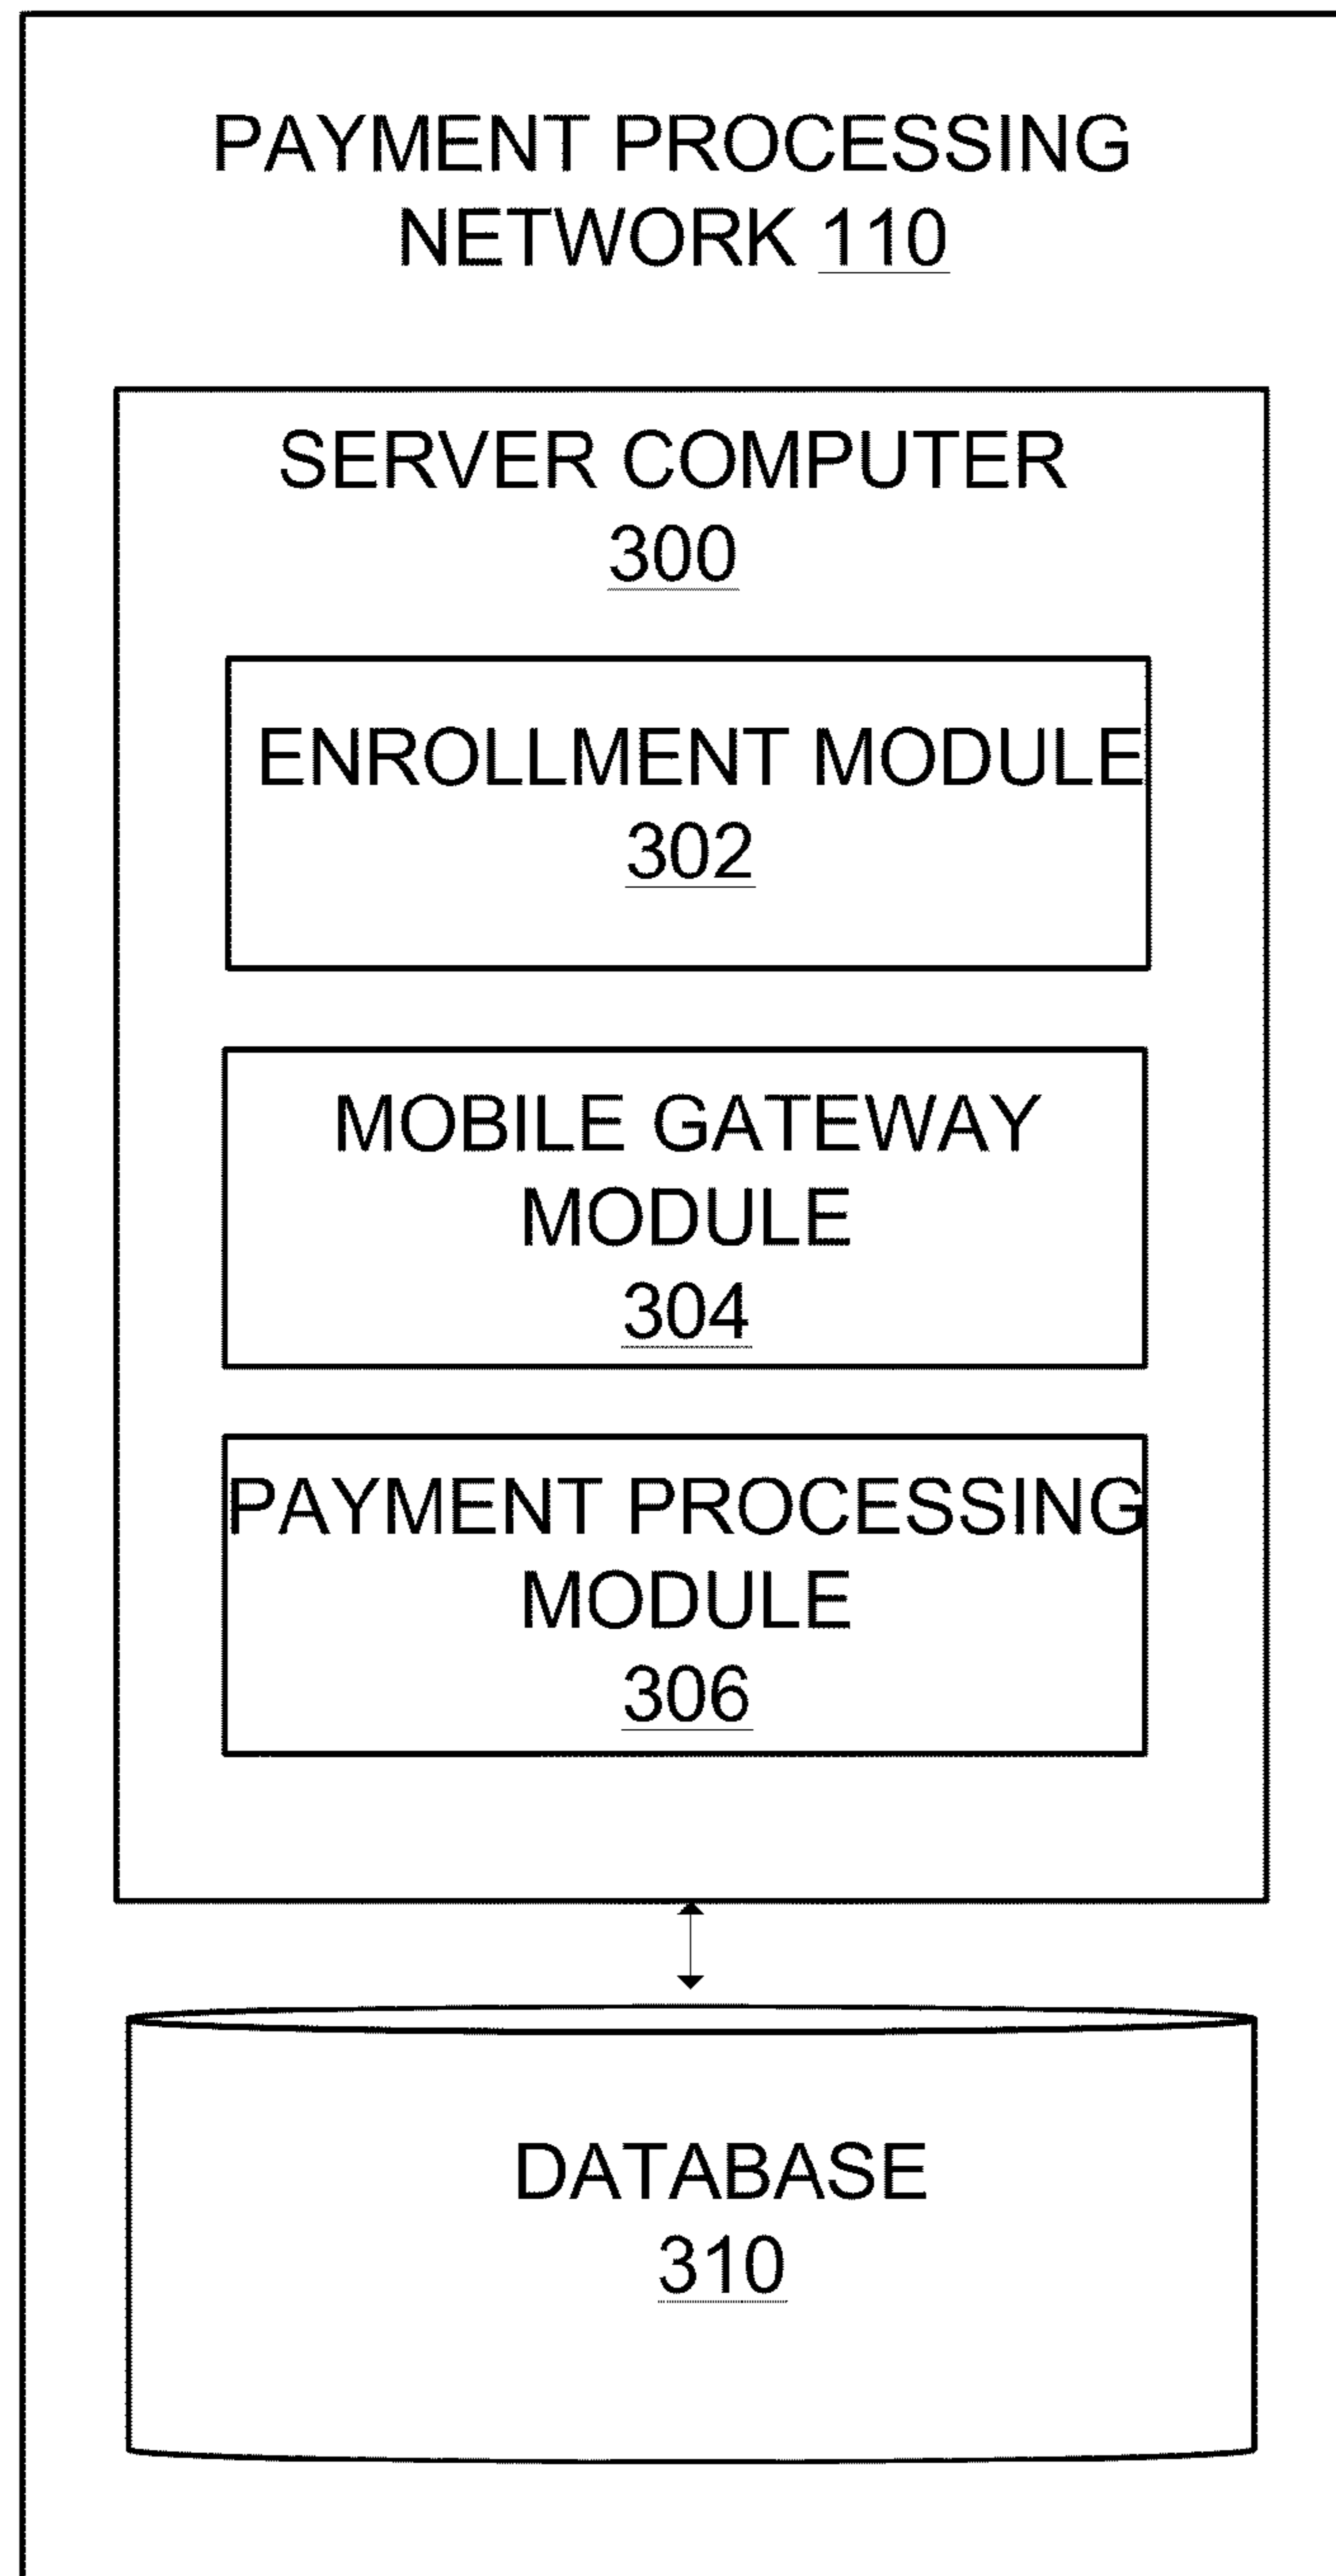 PAYMENT PROCESSING
NETWORK 110
SERVER COMPUTER
300
ENROLLMENT MODULE
302
MOBILE GATEWAY
MODULE
304
PAYMENT PROCESSING
MODULE
306
DATABASE
310